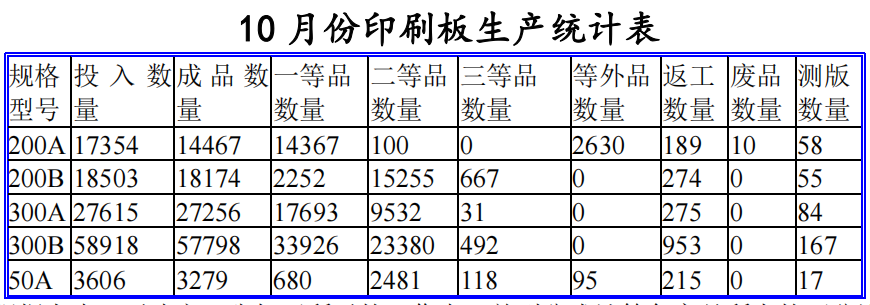 10 月份印刷板生产统计表
规格型号 投入数量 成品数量 一等品数量 二等品数量 三等品数量 等外品数量 返工数量 废品数量 测版数量
200A 17354 14467 14367 100 0 2630 189 10 58
200B 18503 18174 2252 15255 667 0 274 0 55
300A 27615 27256 17693 9532 31 0 275 0 84
300B 58918 57798 33926 23380 492 0 953 0 167
50A 3606 3279 680 2481 118 95 215 0 17